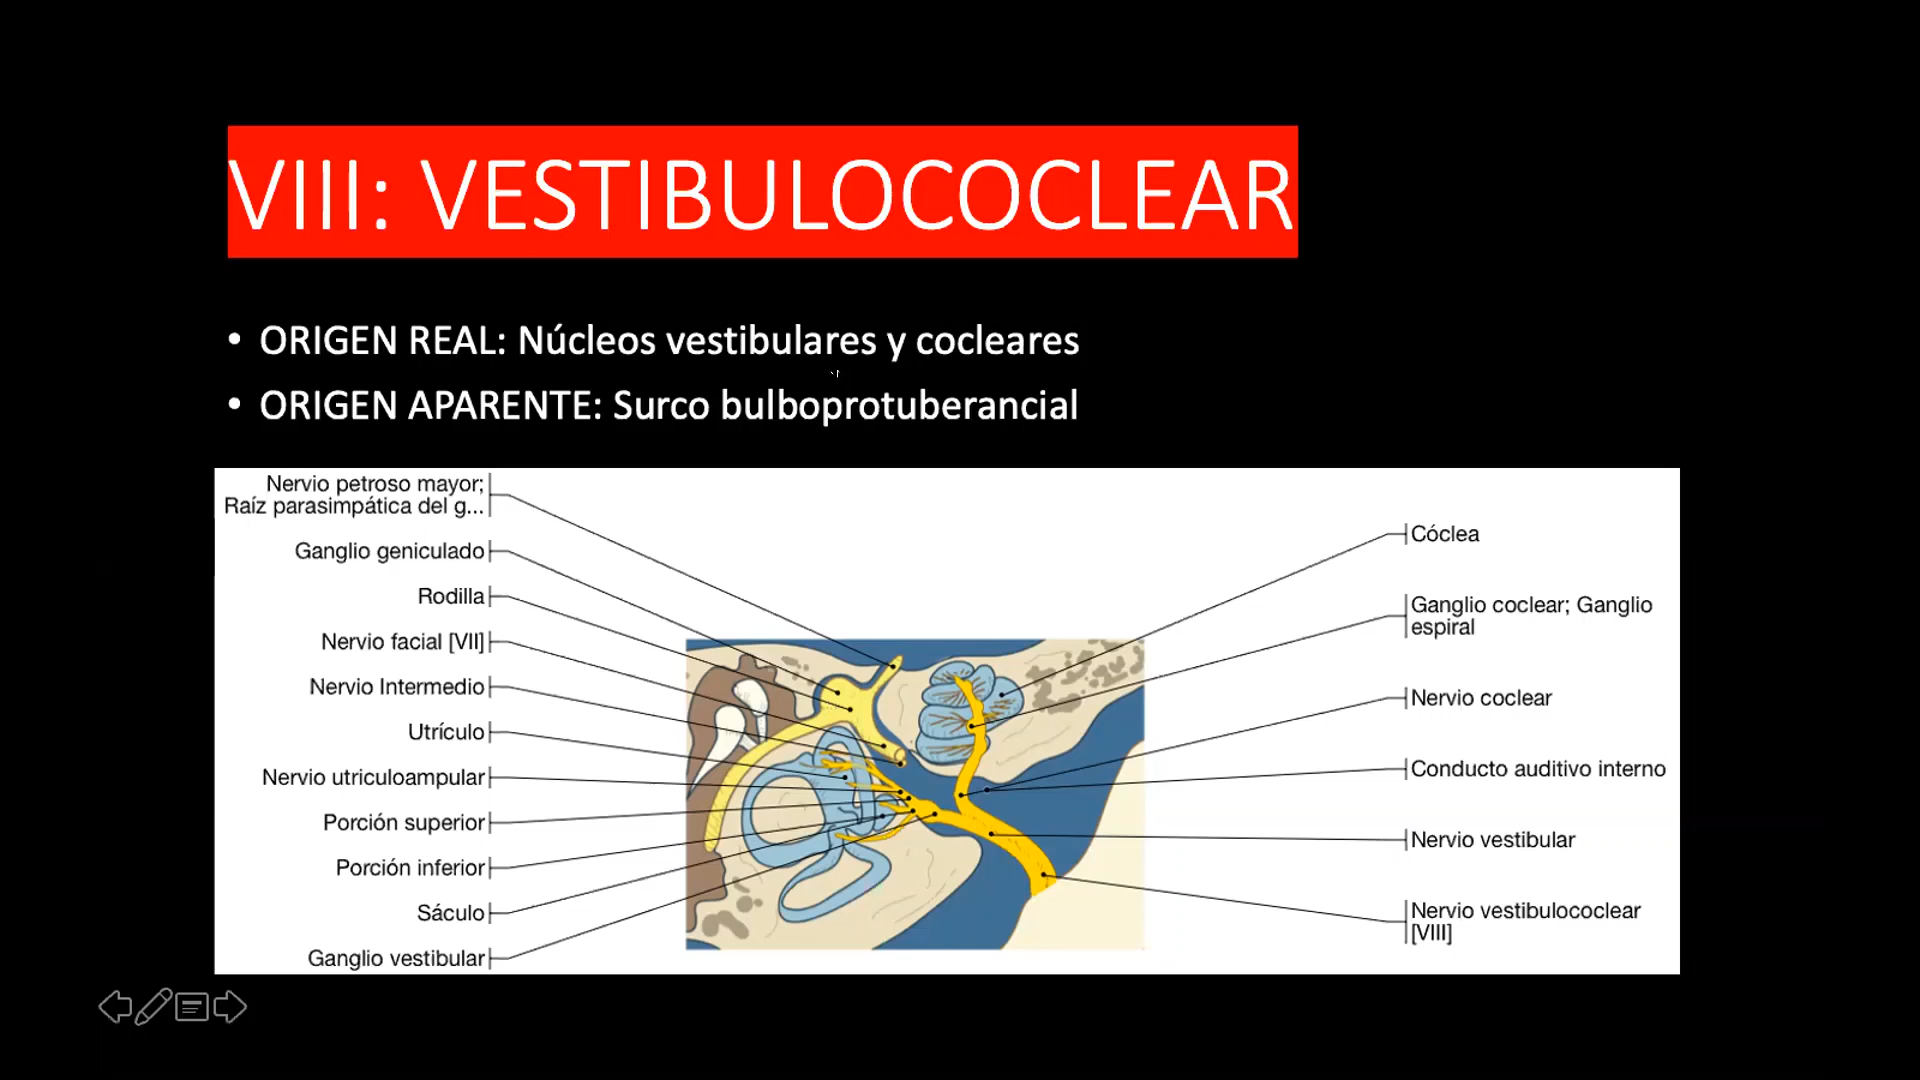 VIII: VESTIBULOCOCLEAR
• ORIGEN REAL: Núcleos vestibulares y cocleares
• ORIGEN APARENTE: Surco bulboprotuberancial
Nervio petroso mayor;
Raíz parasimpática del g...
Ganglio geniculado
Rodilla
Nervio facial [VII]
Nervio Intermedio
Utrículo
Nervio utriculoampular
Porción superior
Porción inferior
Sáculo
Ganglio vestibular
Cóclea
Ganglio coclear; Ganglio
espiral
Nervio coclear
Conducto auditivo interno
Nervio vestibular
Nervio vestibulococlear
[VIII]